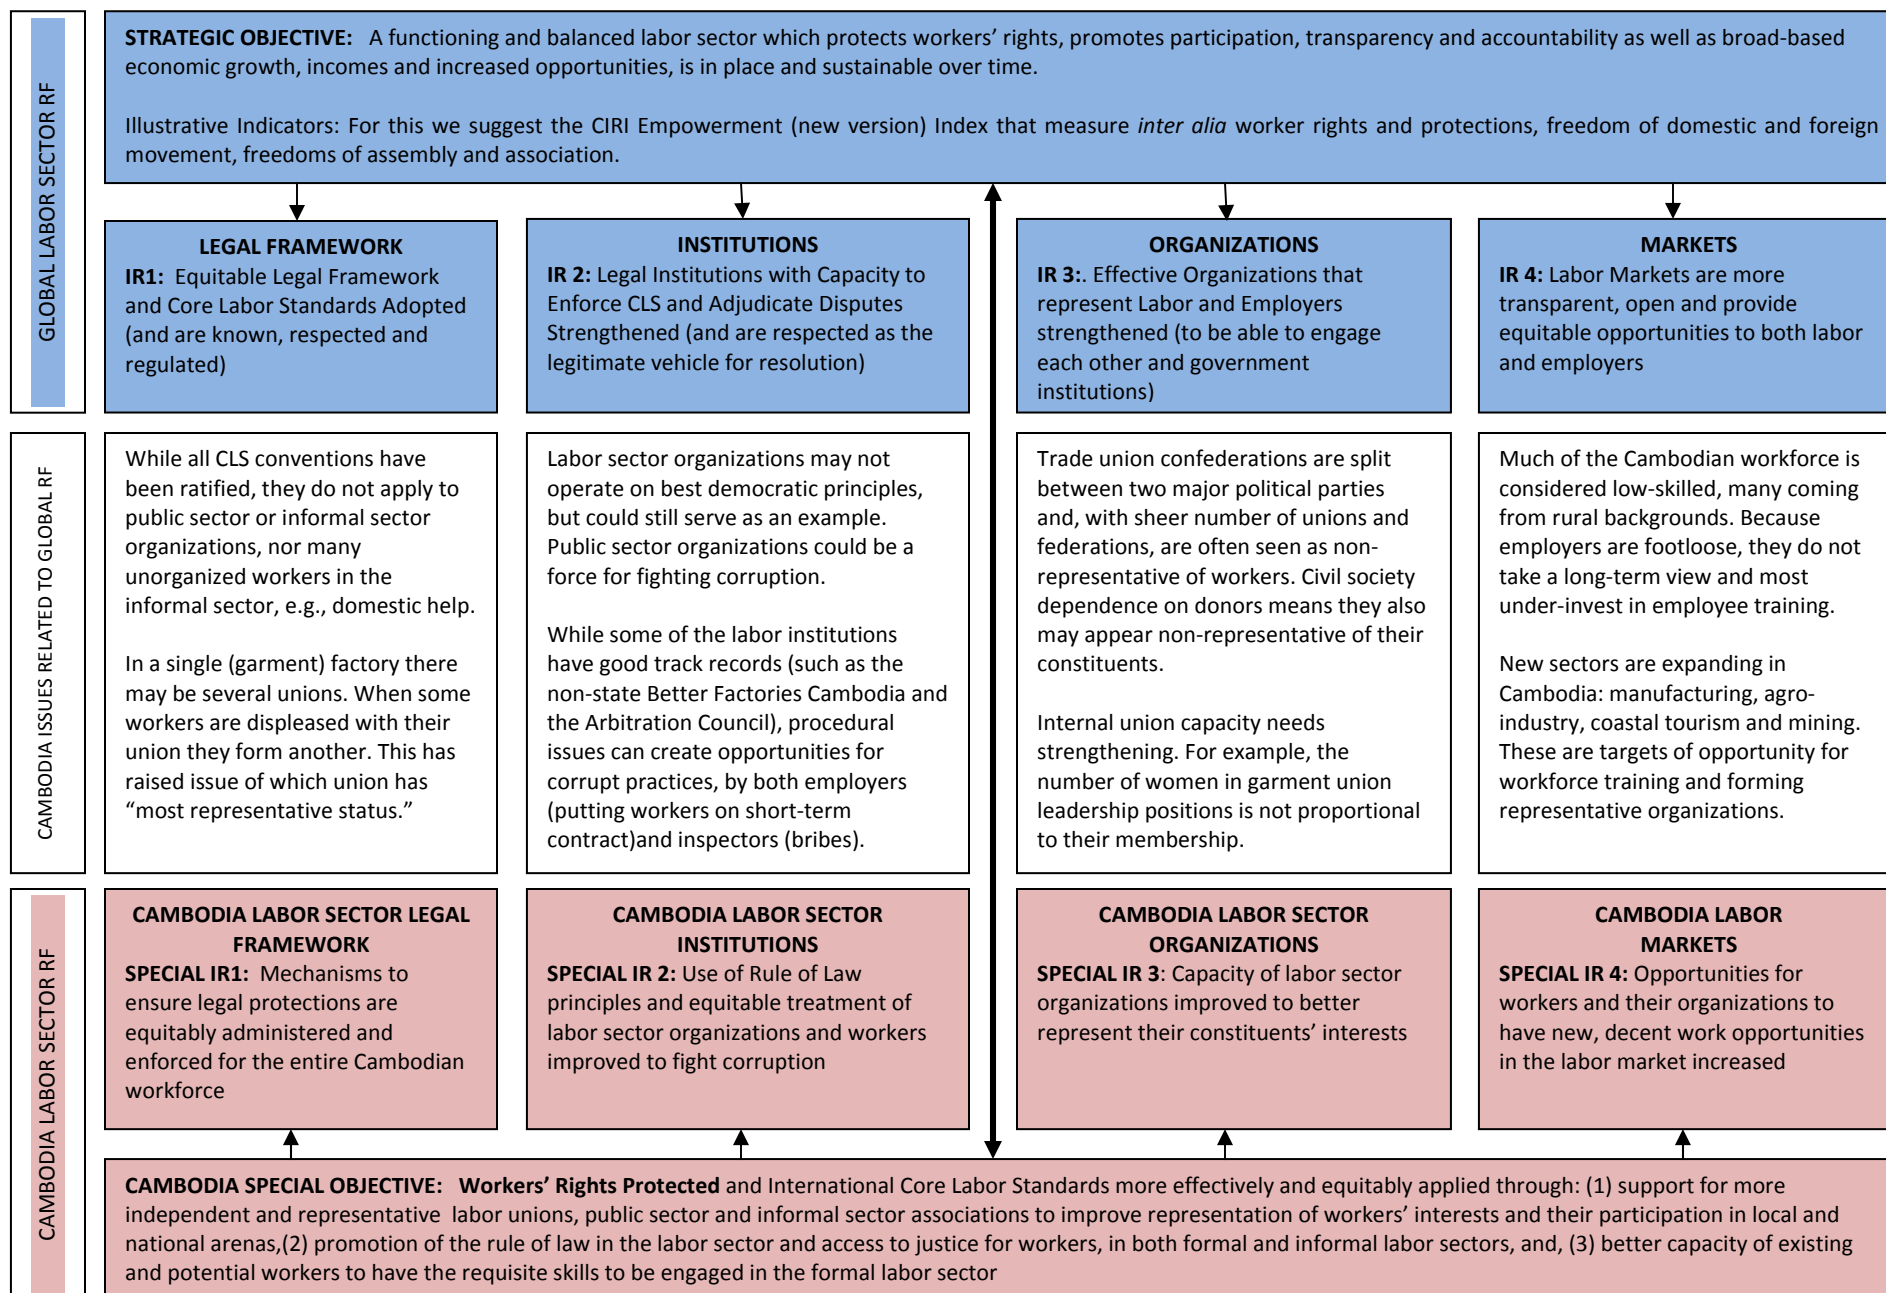 GLOBAL LABOR SECTOR RF
STRATEGIC OBJECTIVE: A functioning and balanced labor sector which protects workers’ rights, promotes participation, transparency and accountability as well as broad-based
economic growth, incomes and increased opportunities, is in place and sustainable over time.
Illustrative Indicators: For this we suggest the CIRI Empowerment (new version) Index that measure inter alia worker rights and protections, freedom of domestic and foreign
movement, freedoms of assembly and association.
LEGAL FRAMEWORK
IR1: Equitable Legal Framework
and Core Labor Standards Adopted
(and are known, respected and
regulated)
INSTITUTIONS
IR 2: Legal Institutions with Capacity to
Enforce CLS and Adjudicate Disputes
Strengthened (and are respected as the
legitimate vehicle for resolution)
ORGANIZATIONS
IR 3:. Effective Organizations that
represent Labor and Employers
strengthened (to be able to engage
each other and government
institutions)
MARKETS
IR 4: Labor Markets are more
transparent, open and provide
equitable opportunities to both labor
and employers
CAMBODIA ISSUES RELATED TO GLOBAL RF
While all CLS conventions have
been ratified, they do not apply to
public sector or informal sector
organizations, nor many
unorganized workers in the
informal sector, e.g., domestic help.
In a single (garment) factory there
may be several unions. When some
workers are displeased with their
union they form another. This has
raised issue of which union has
“most representative status.”
Labor sector organizations may not
operate on best democratic principles,
but could still serve as an example.
Public sector organizations could be a
force for fighting corruption.
While some of the labor institutions
have good track records (such as the
non-state Better Factories Cambodia and
the Arbitration Council), procedural
issues can create opportunities for
corrupt practices, by both employers
(putting workers on short-term
contract)and inspectors (bribes).
Trade union confederations are split
between two major political parties
and, with sheer number of unions and
federations, are often seen as non-
representative of workers. Civil society
dependence on donors means they also
may appear non-representative of their
constituents.
Internal union capacity needs
strengthening. For example, the
number of women in garment union
leadership positions is not proportional
to their membership.
Much of the Cambodian workforce is
considered low-skilled, many coming
from rural backgrounds. Because
employers are footloose, they do not
take a long-term view and most
under-invest in employee training.
New sectors are expanding in
Cambodia: manufacturing, agro-
industry, coastal tourism and mining.
These are targets of opportunity for
workforce training and forming
representative organizations.
CAMBODIA LABOR SECTOR RF
CAMBODIA LABOR SECTOR LEGAL
FRAMEWORK
SPECIAL IR1: Mechanisms to
ensure legal protections are
equitably administered and
enforced for the entire Cambodian
workforce
CAMBODIA LABOR SECTOR
INSTITUTIONS
SPECIAL IR 2: Use of Rule of Law
principles and equitable treatment of
labor sector organizations and workers
improved to fight corruption
CAMBODIA LABOR SECTOR
ORGANIZATIONS
SPECIAL IR 3: Capacity of labor sector
organizations improved to better
represent their constituents’ interests
CAMBODIA LABOR
MARKETS
SPECIAL IR 4: Opportunities for
workers and their organizations to
have new, decent work opportunities
in the labor market increased
CAMBODIA SPECIAL OBJECTIVE: Workers’ Rights Protected and International Core Labor Standards more effectively and equitably applied through: (1) support for more
independent and representative labor unions, public sector and informal sector associations to improve representation of workers’ interests and their participation in local and
national arenas,(2) promotion of the rule of law in the labor sector and access to justice for workers, in both formal and informal labor sectors, and, (3) better capacity of existing
and potential workers to have the requisite skills to be engaged in the formal labor sector